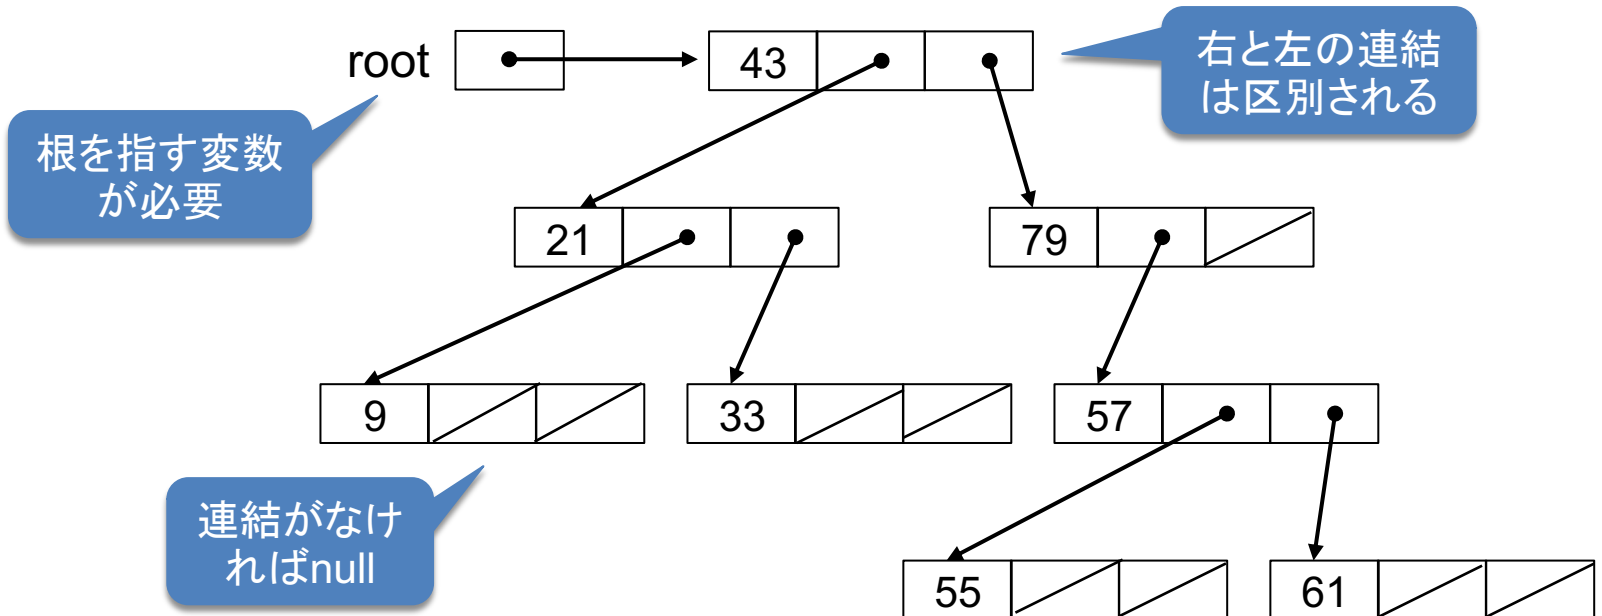 root
43
右と左の連結
は区別される
根を指す変数
が必要
21
79
9
33
57
連結がなけ
ればnull
55
61